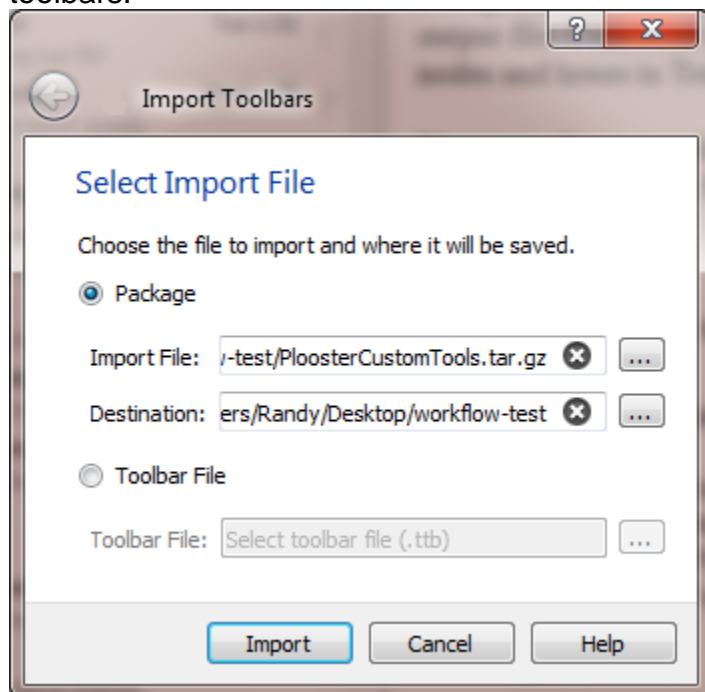 toolbars.
?
Import Toolbars
Select Import File
Choose the file to import and where it will be saved.
Package
Import File: -test/PloosterCustomTools.tar.gz ...
Destination: ers/Randy/Desktop/workflow-test ...
Toolbar File
Toolbar File: Select toolbar file (.ttb) ...
Import Cancel Help